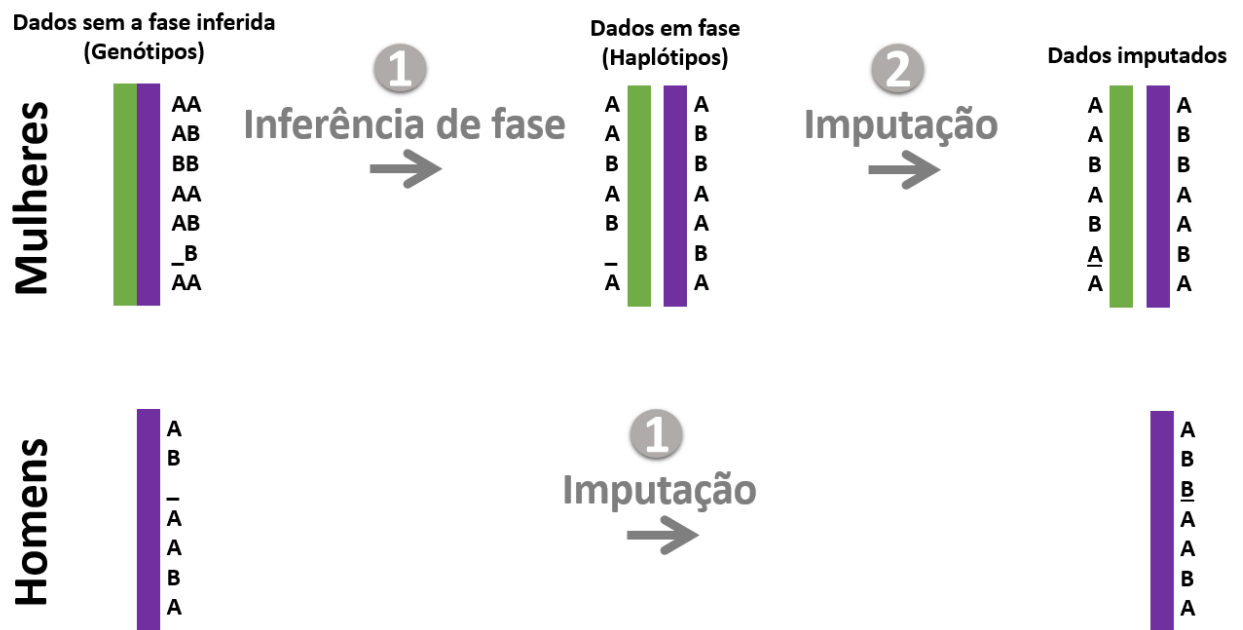 Dados sem a fase inferida
(Genótipos)
1
Inferência de fase
Dados em fase
(Haplótipos)
2
Imputação
Dados imputados
Mulheres
AA
AB
BB
AA
AB
_B
AA
A A
A B
B B
A A
B A
_ B
A A
A A
A B
B B
A A
B A
A B
A A
Homens
A
B
_
A
A
B
A
1
Imputação
A
B
B
A
A
B
A